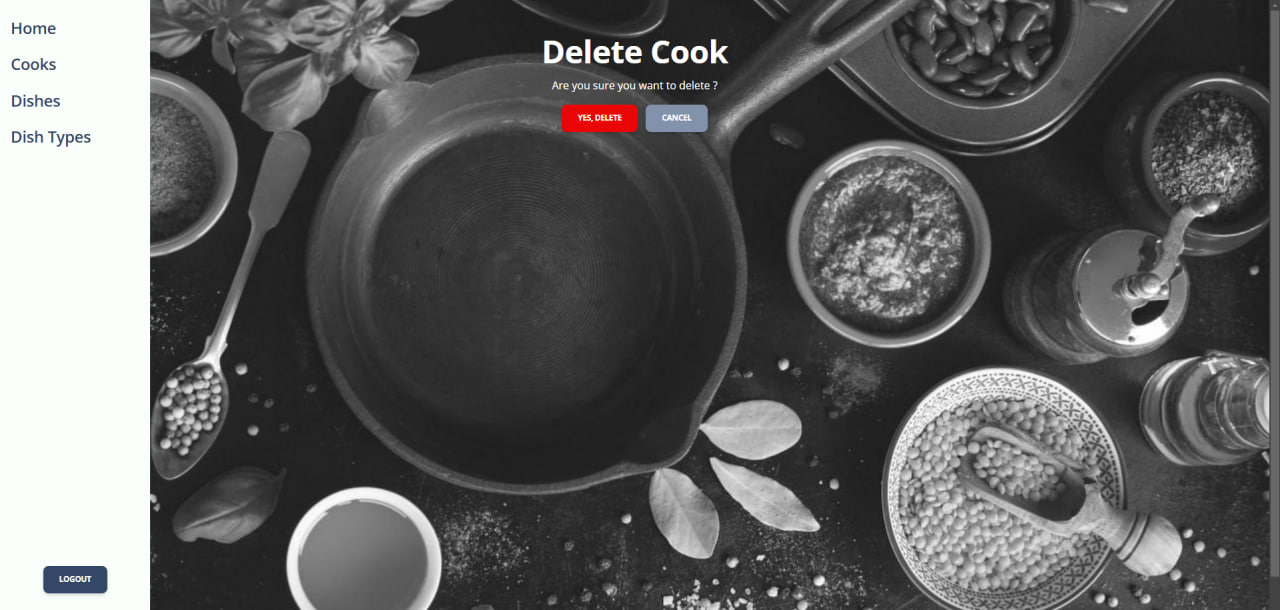 Home
Cooks
Dishes
Dish Types
LOGOUT
Delete Cook
Are you sure you want to delete ?
YES, DELETE
CANCEL